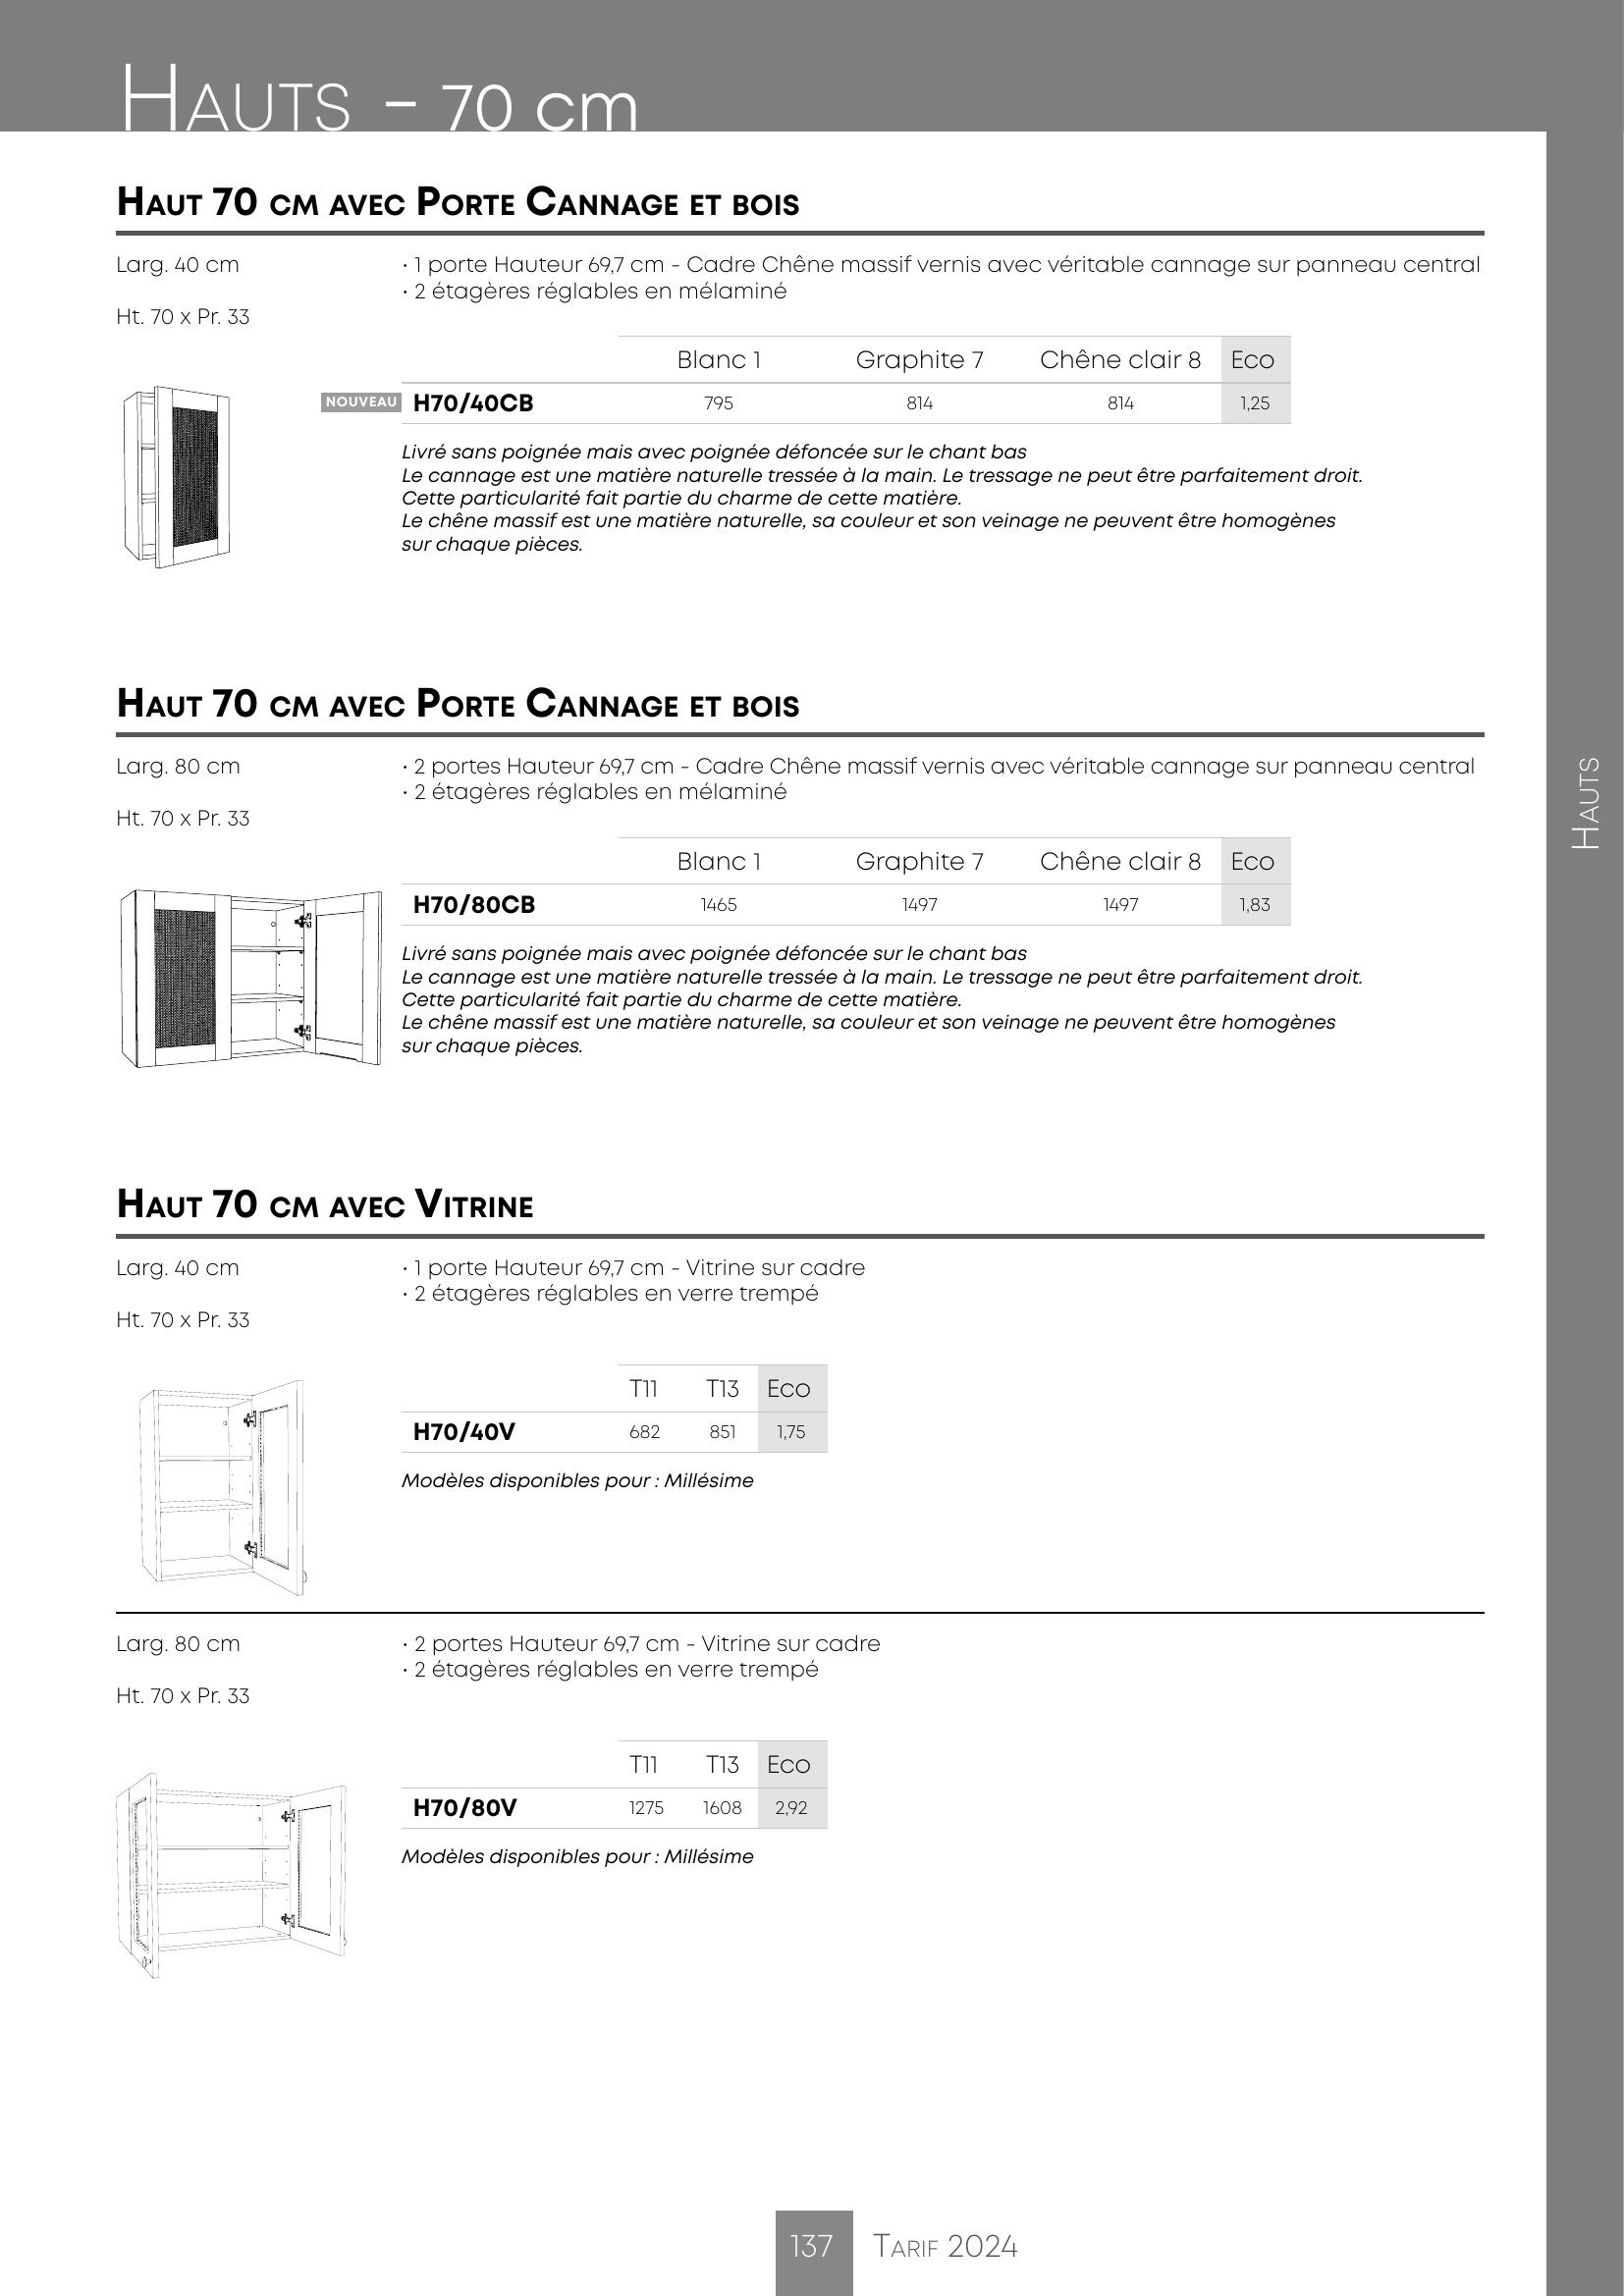 HAUTS - 70 cm
HAUT 70 CM AVEC PORTE CANNAGE ET BOIS
Larg. 40 cm
Ht. 70 x Pr. 33
• 1 porte Hauteur 69,7 cm - Cadre Chêne massif vernis avec véritable cannage sur panneau central
• 2 étagères réglables en mélaminé
Blanc 1 Graphite 7 Chêne clair 8 Eco
NOUVEAU H70/40CB 795 814 814 1,25
Livré sans poignée mais avec poignée défoncée sur le chant bas
Le cannage est une matière naturelle tressée à la main. Le tressage ne peut être parfaitement droit.
Cette particularité fait partie du charme de cette matière.
Le chêne massif est une matière naturelle, sa couleur et son veinage ne peuvent être homogènes
sur chaque pièces.
HAUT 70 CM AVEC PORTE CANNAGE ET BOIS
Larg. 80 cm
Ht. 70 x Pr. 33
• 2 portes Hauteur 69,7 cm - Cadre Chêne massif vernis avec véritable cannage sur panneau central
• 2 étagères réglables en mélaminé
Blanc 1 Graphite 7 Chêne clair 8 Eco
H70/80CB 1465 1497 1497 1,83
Livré sans poignée mais avec poignée défoncée sur le chant bas
Le cannage est une matière naturelle tressée à la main. Le tressage ne peut être parfaitement droit.
Cette particularité fait partie du charme de cette matière.
Le chêne massif est une matière naturelle, sa couleur et son veinage ne peuvent être homogènes
sur chaque pièces.
HAUTS
HAUT 70 CM AVEC VITRINE
Larg. 40 cm
Ht. 70 x Pr. 33
• 1 porte Hauteur 69,7 cm - Vitrine sur cadre
• 2 étagères réglables en verre trempé
T11 T13 Eco
H70/40V 682 851 1,75
Modèles disponibles pour : Millésime
Larg. 80 cm
Ht. 70 x Pr. 33
• 2 portes Hauteur 69,7 cm - Vitrine sur cadre
• 2 étagères réglables en verre trempé
T11 T13 Eco
H70/80V 1275 1608 2,92
Modèles disponibles pour : Millésime
137 TARIF 2024